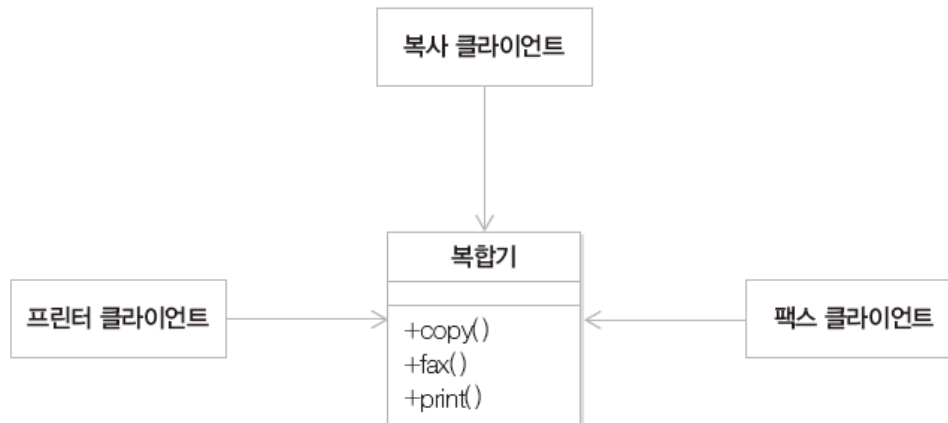 복사 클라이언트
복합기
프린터 클라이언트
팩스 클라이언트
+copy()
+fax()
+print()